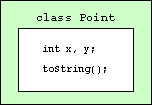 class Point
int x, y;
toString();